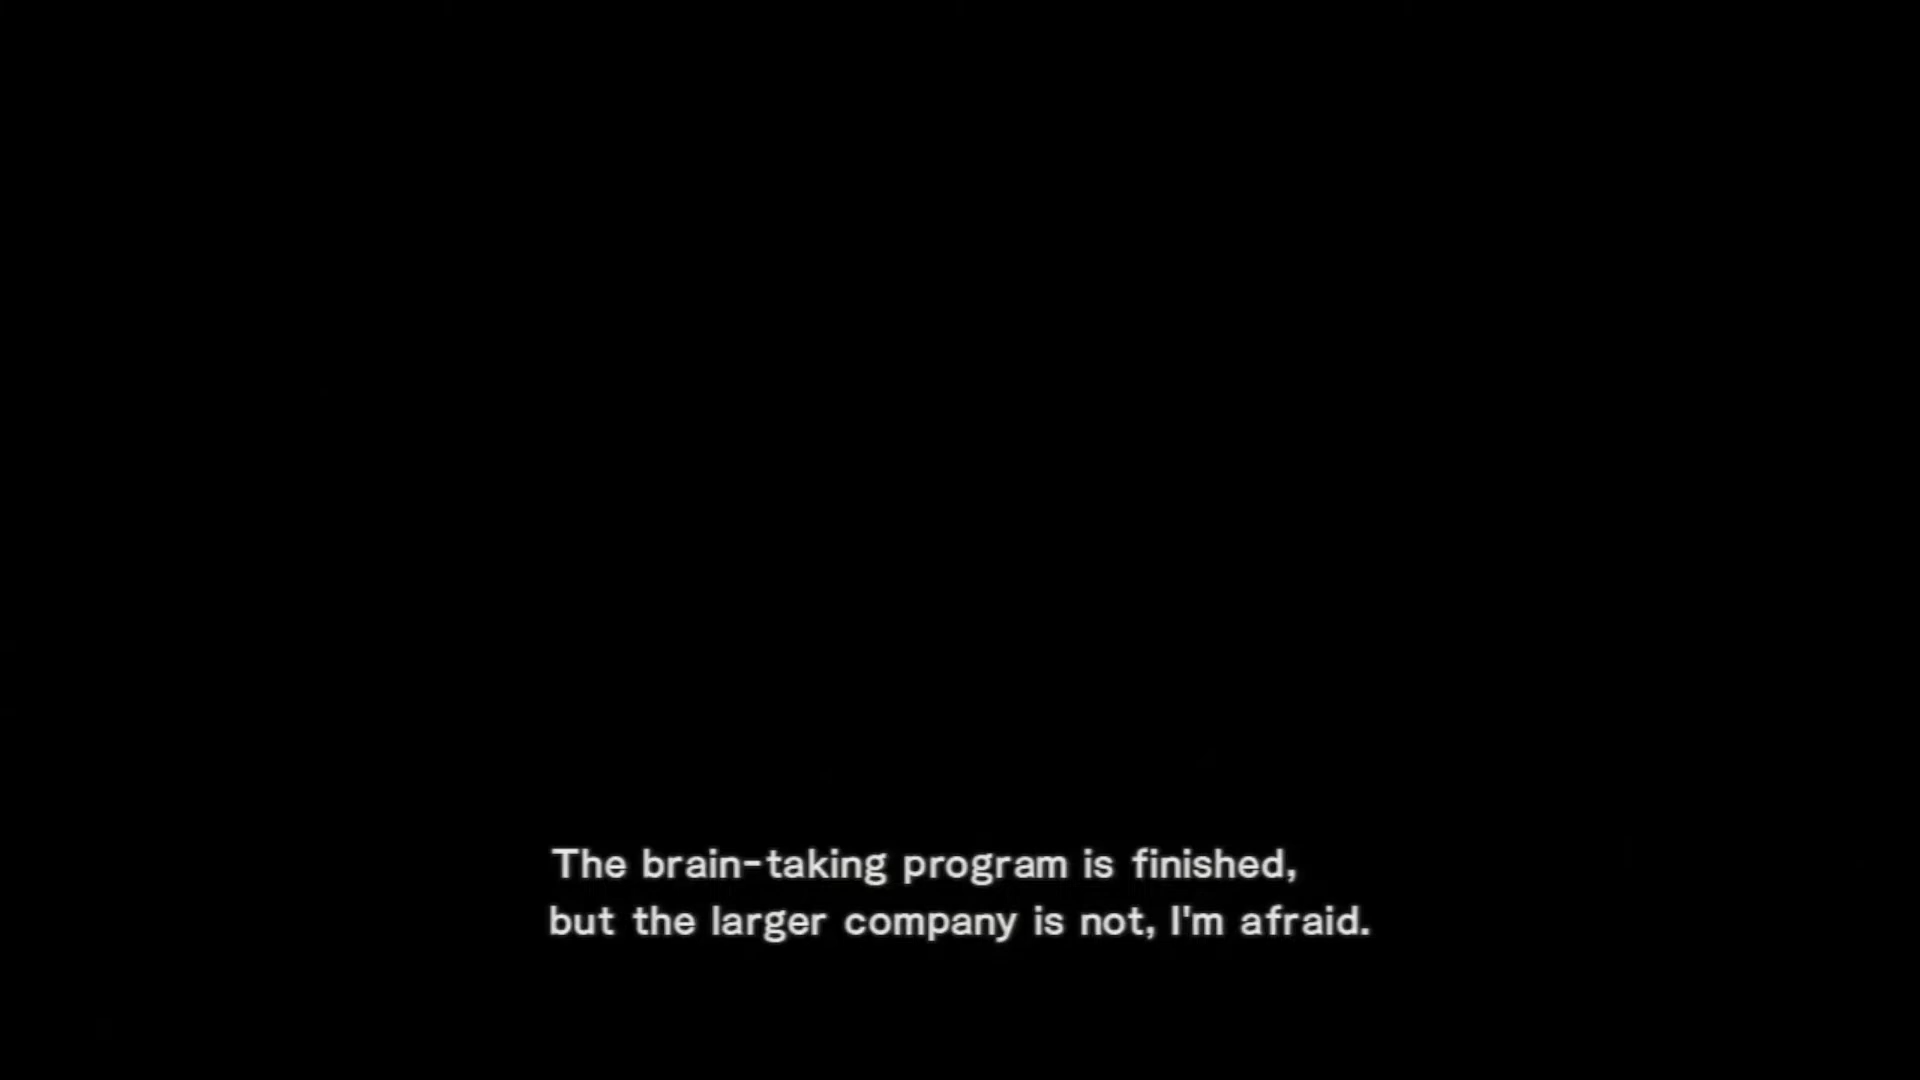 The brain-taking program is finished,
but the larger company is not, I'm afraid.